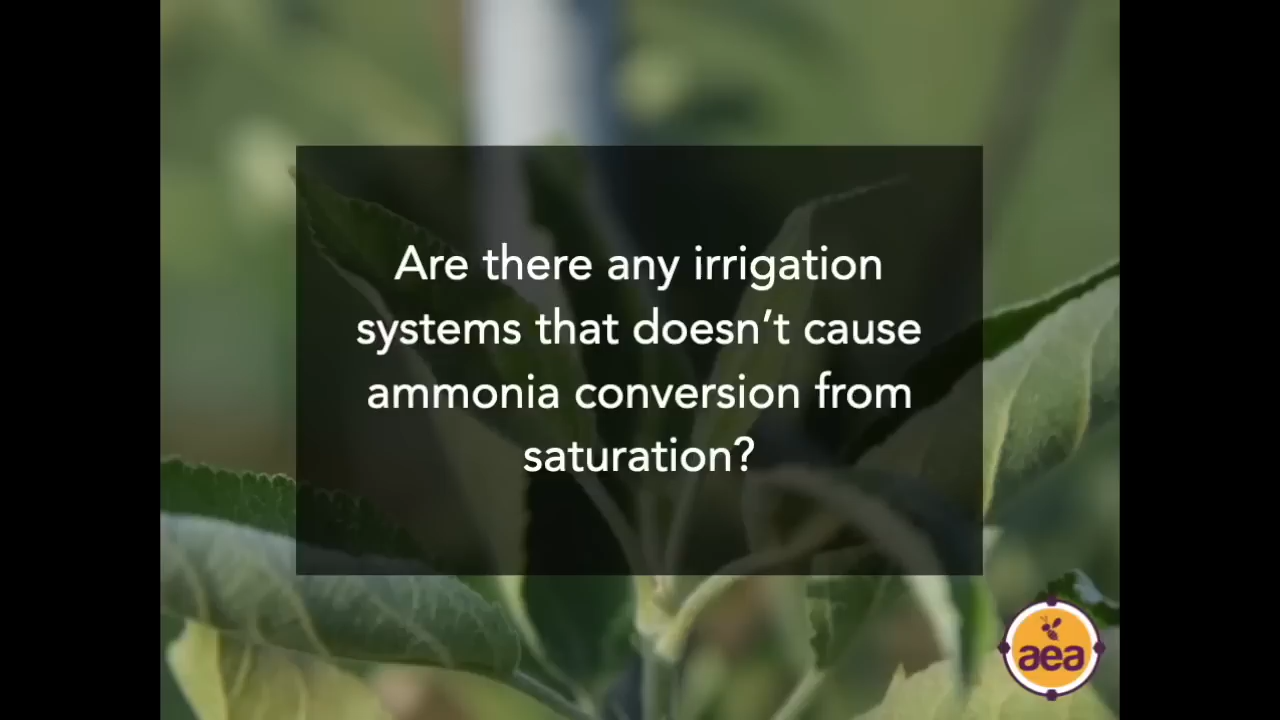 Are there any irrigation
systems that doesn’t cause
ammonia conversion from
saturation?
aea